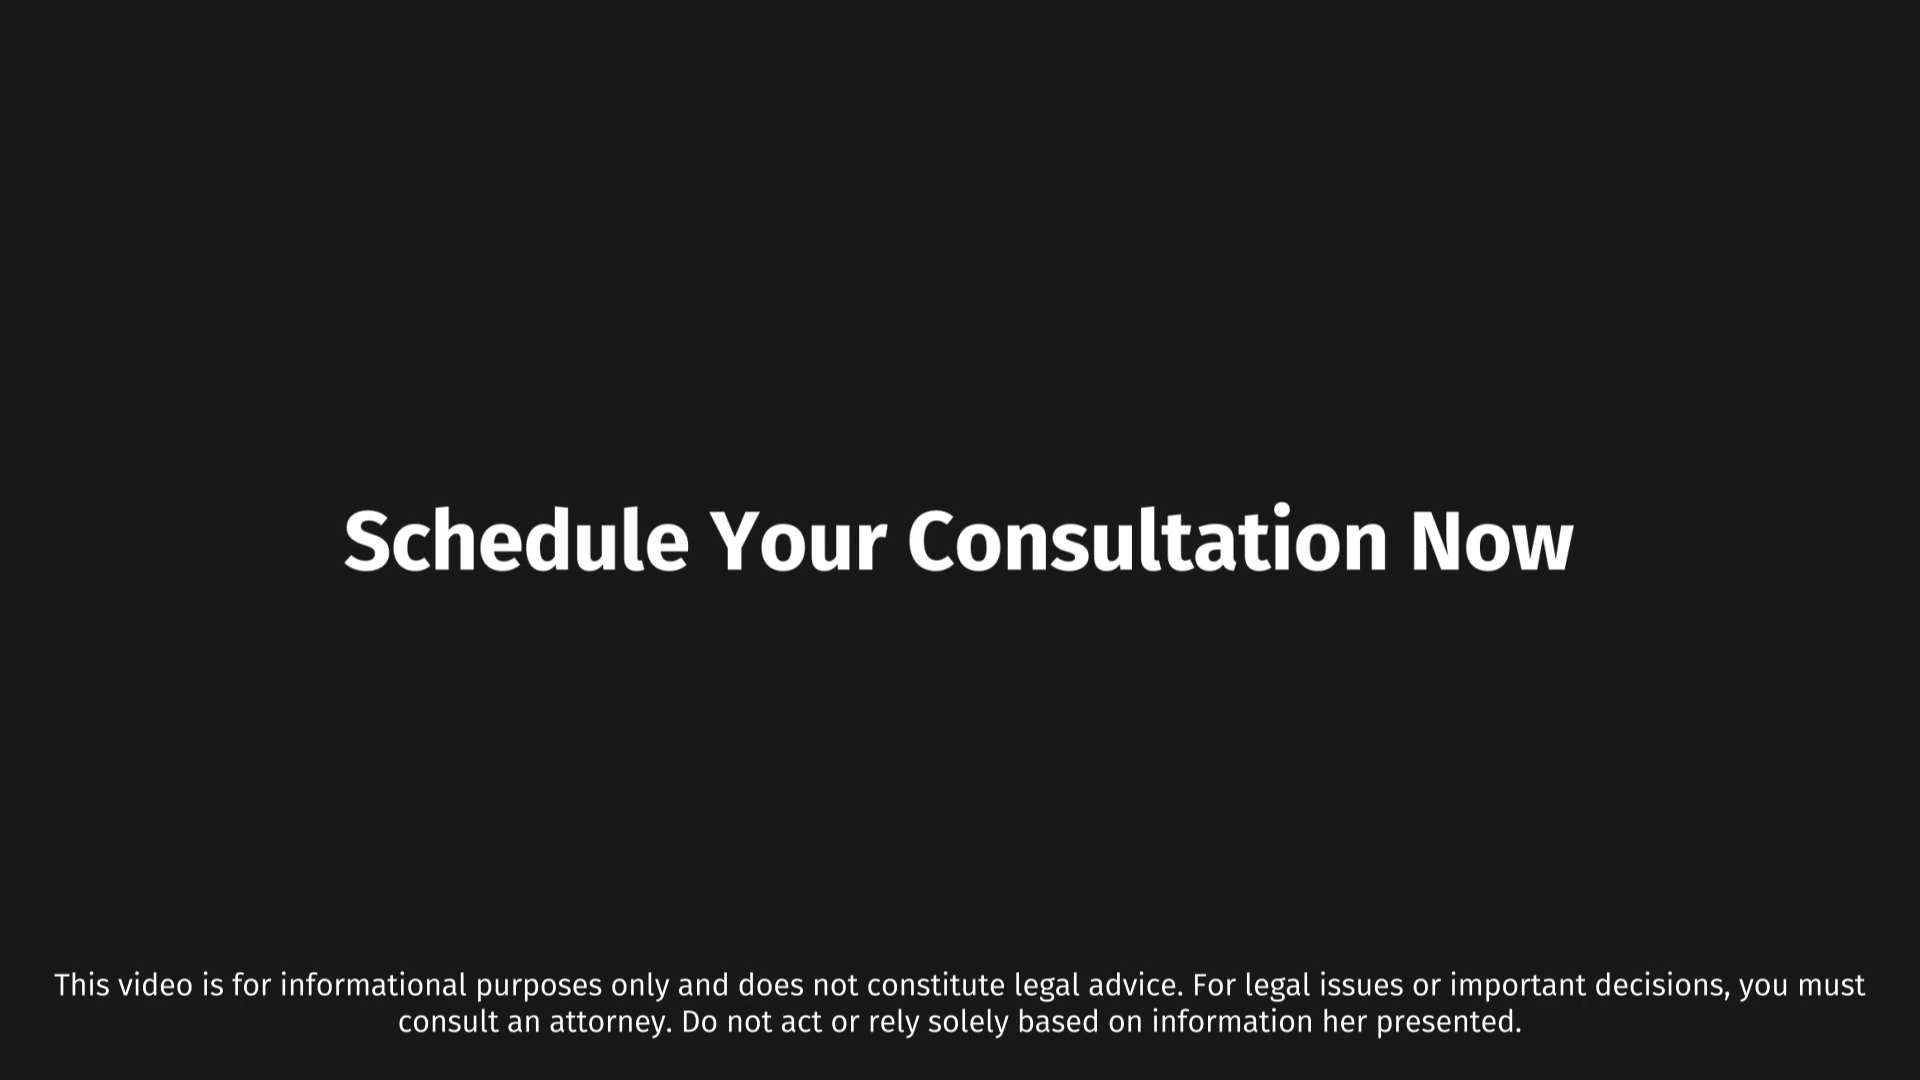 Schedule Your Consultation Now
This video is for informational purposes only and does not constitute legal advice. For legal issues or important decisions, you must
consult an attorney. Do not act or rely solely based on information her presented.